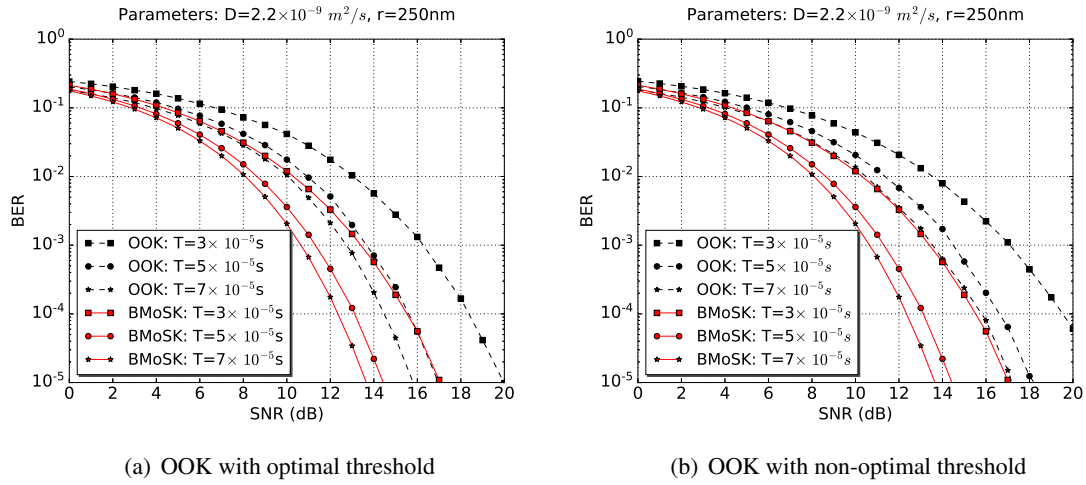 Parameters: D=2.2×10⁻⁹ m²/s, r=250nm
10⁰
10⁻¹
10⁻²
10⁻³
10⁻⁴
10⁻⁵
BER
OOK: T=3× 10⁻⁵s
OOK: T=5× 10⁻⁵s
OOK: T=7× 10⁻⁵s
BMoSK: T=3× 10⁻⁵s
BMoSK: T=5× 10⁻⁵s
BMoSK: T=7× 10⁻⁵s
0 2 4 6 8 10 12 14 16 18 20
SNR (dB)
(a) OOK with optimal threshold
Parameters: D=2.2×10⁻⁹ m²/s, r=250nm
10⁰
10⁻¹
10⁻²
10⁻³
10⁻⁴
10⁻⁵
BER
OOK: T=3× 10⁻⁵s
OOK: T=5× 10⁻⁵s
OOK: T=7× 10⁻⁵s
BMoSK: T=3× 10⁻⁵s
BMoSK: T=5× 10⁻⁵s
BMoSK: T=7× 10⁻⁵s
0 2 4 6 8 10 12 14 16 18 20
SNR (dB)
(b) OOK with non-optimal threshold